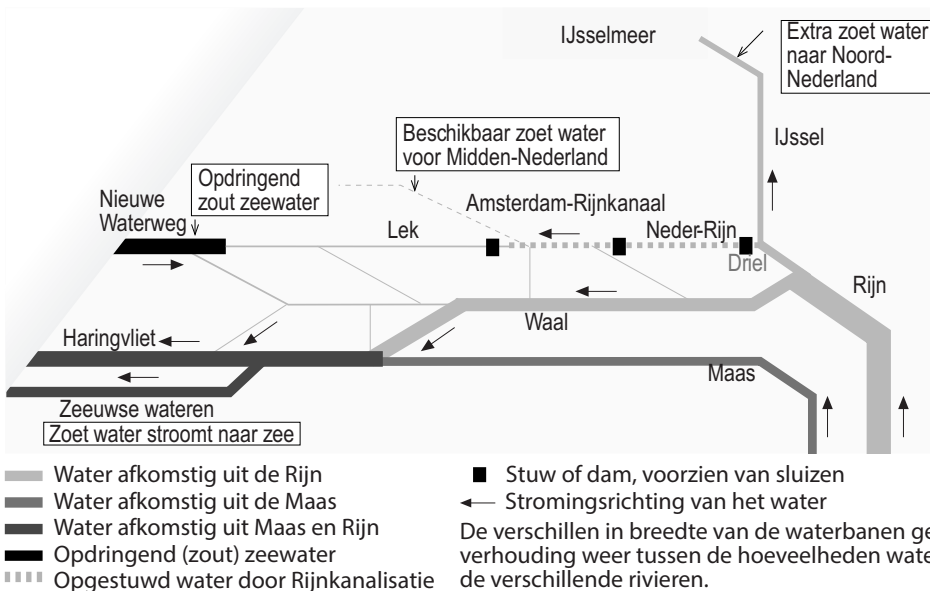 IJsselmeer
Extra zoet water
naar Noord-
Nederland
IJssel
Beschikbaar zoet water
voor Midden-Nederland
Opdringend
zout zeewater
Nieuwe
Waterweg
Amsterdam-Rijnkanaal
Lek
Neder-Rijn
Driel
Rijn
Waal
Haringvliet
Maas
Zeeuwse wateren
Zoet water stroomt naar zee
Water afkomstig uit de Rijn
Water afkomstig uit de Maas
Water afkomstig uit Maas en Rijn
Opdringend (zout) zeewater
Opgestuwd water door Rijnkanalisatie
Stuw of dam, voorzien van sluizen
Stromingsrichting van het water
De verschillen in breedte van de waterbanen ge
verhouding weer tussen de hoeveelheden wate
de verschillende rivieren.